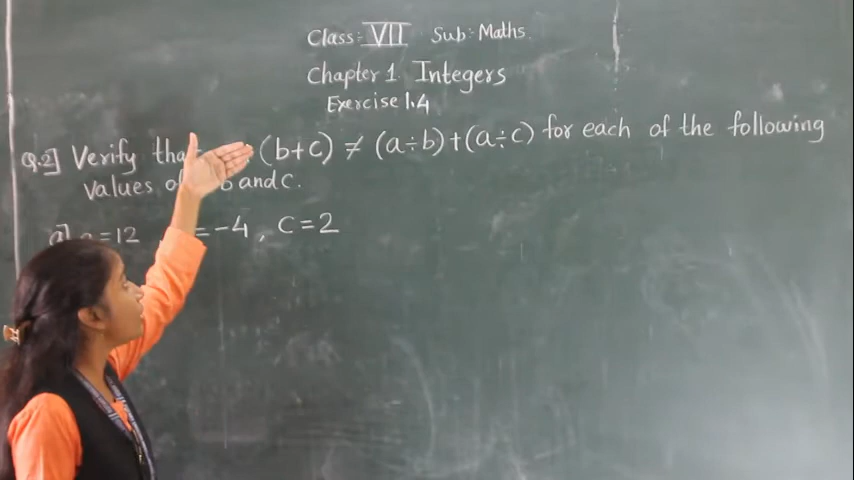 Class:- VII Sub:- Maths
Chapter 1. Integers
Exercise 1.4
Q.2] Verify that (b+c) ≠ (a÷b)+(a÷c) for each of the following
values of b and c.
a] a=12 = -4, c=2